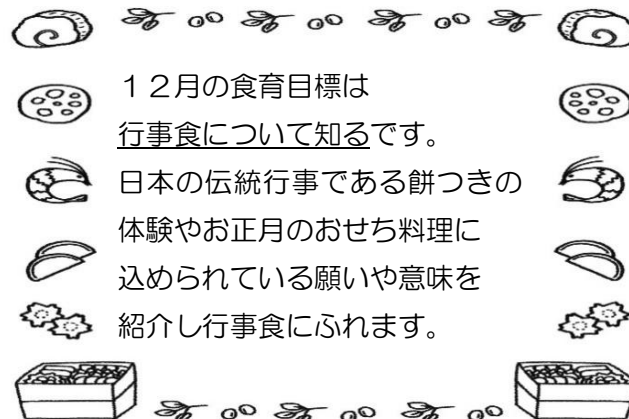 １２月の食育目標は
行事食について知るです。
日本の伝統行事である餅つきの
体験やお正月のおせち料理に
込められている願いや意味を
紹介し行事食にふれます。